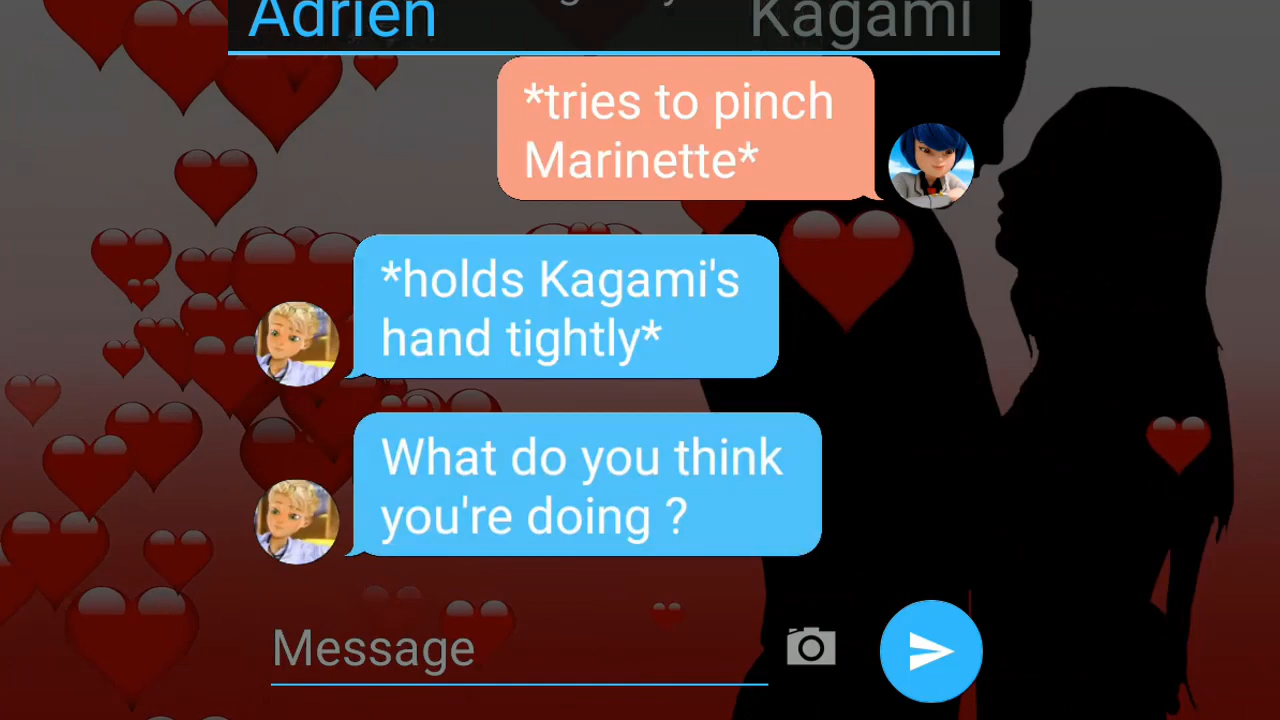 Adrien Kagami
*tries to pinch
Marinette*
*holds Kagami's
hand tightly*
What do you think
you're doing ?
Message